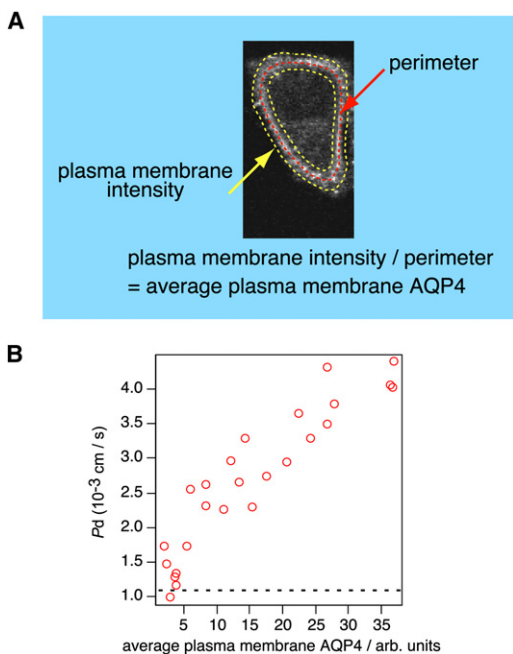 A
perimeter
plasma membrane
intensity
plasma membrane intensity / perimeter
= average plasma membrane AQP4
B
Pd (10⁻³ cm / s)
4.0
3.5
3.0
2.5
2.0
1.5
1.0
5 10 15 20 25 30 35
average plasma membrane AQP4 / arb. units